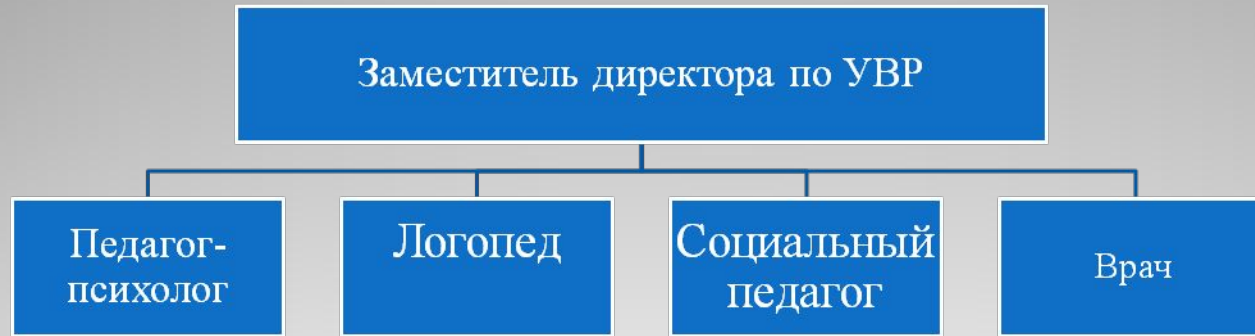 Заместитель директора по УВР
Педагог-
психолог
Логопед
Социальный
педагог
Врач